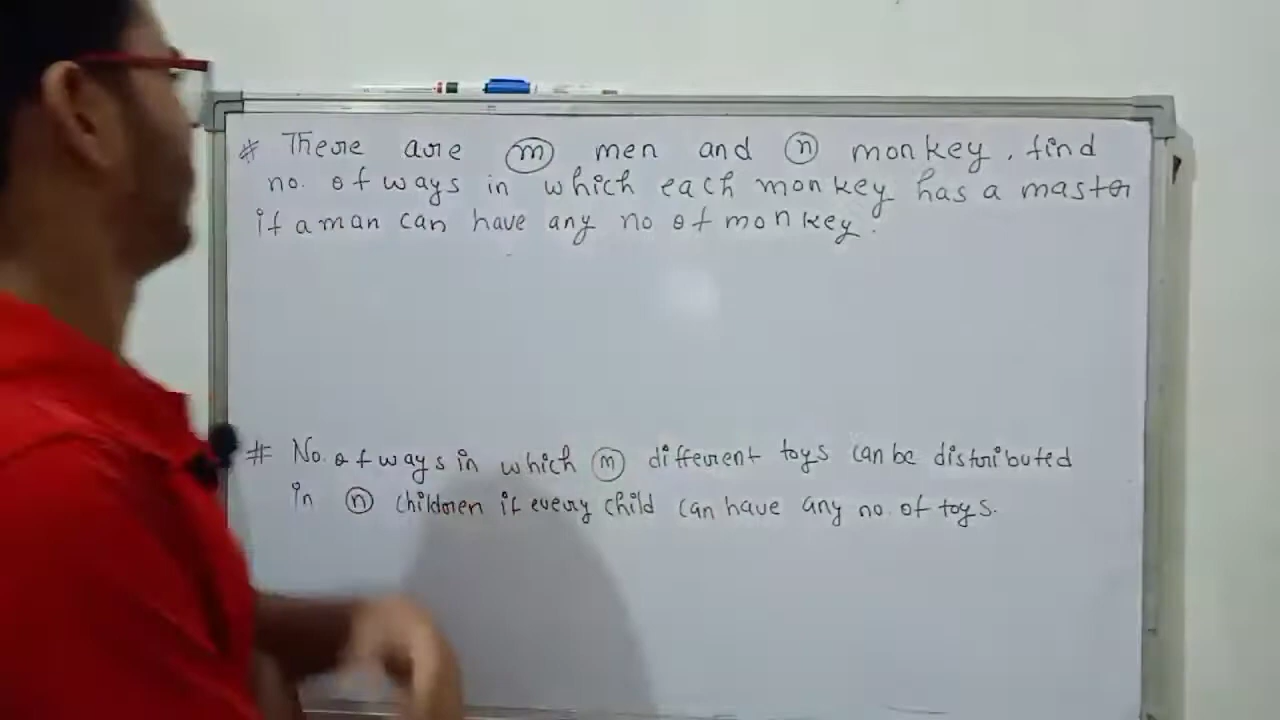 # There are m men and n monkey, find
no. of ways in which each monkey has a master
if a man can have any no of monkey.
# No. of ways in which m different toys can be distributed
in n children if every child can have any no. of toys.